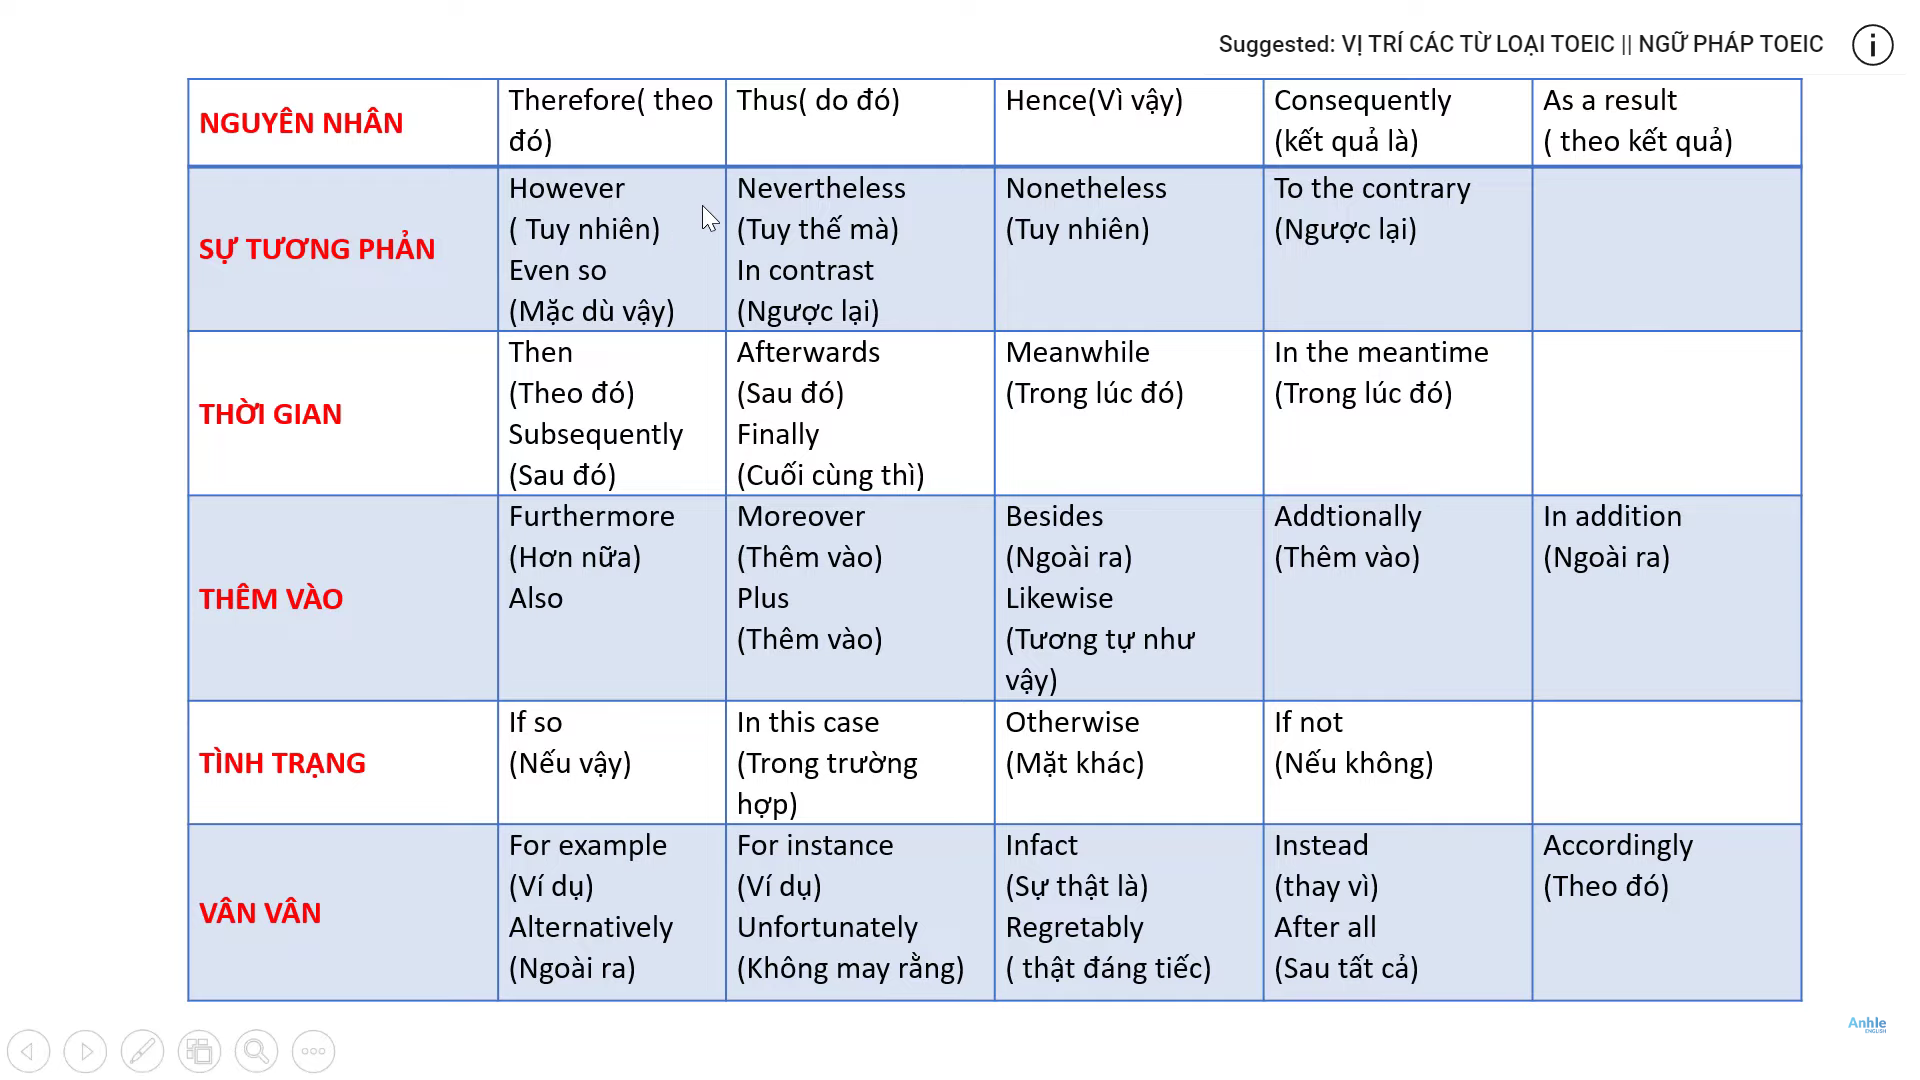 Suggested: VỊ TRÍ CÁC TỪ LOẠI TOEIC || NGỮ PHÁP TOEIC
NGUYÊN NHÂN
Therefore( theo
đó)
Thus( do đó)
Hence(Vì vậy)
Consequently
(kết quả là)
As a result
( theo kết quả)
SỰ TƯƠNG PHẢN
However
( Tuy nhiên)
Even so
(Mặc dù vậy)
Nevertheless
(Tuy thế mà)
In contrast
(Ngược lại)
Nonetheless
(Tuy nhiên)
To the contrary
(Ngược lại)
THỜI GIAN
Then
(Theo đó)
Subsequently
(Sau đó)
Afterwards
(Sau đó)
Finally
(Cuối cùng thì)
Meanwhile
(Trong lúc đó)
In the meantime
(Trong lúc đó)
THÊM VÀO
Furthermore
(Hơn nữa)
Also
Moreover
(Thêm vào)
Plus
(Thêm vào)
Besides
(Ngoài ra)
Likewise
(Tương tự như
vậy)
Addtionally
(Thêm vào)
In addition
(Ngoài ra)
TÌNH TRẠNG
If so
(Nếu vậy)
In this case
(Trong trường
hợp)
Otherwise
(Mặt khác)
If not
(Nếu không)
VÂN VÂN
For example
(Ví dụ)
Alternatively
(Ngoài ra)
For instance
(Ví dụ)
Unfortunately
(Không may rằng)
Infact
(Sự thật là)
Regretably
( thật đáng tiếc)
Instead
(thay vì)
After all
(Sau tất cả)
Accordingly
(Theo đó)
Anhle
ENGLISH